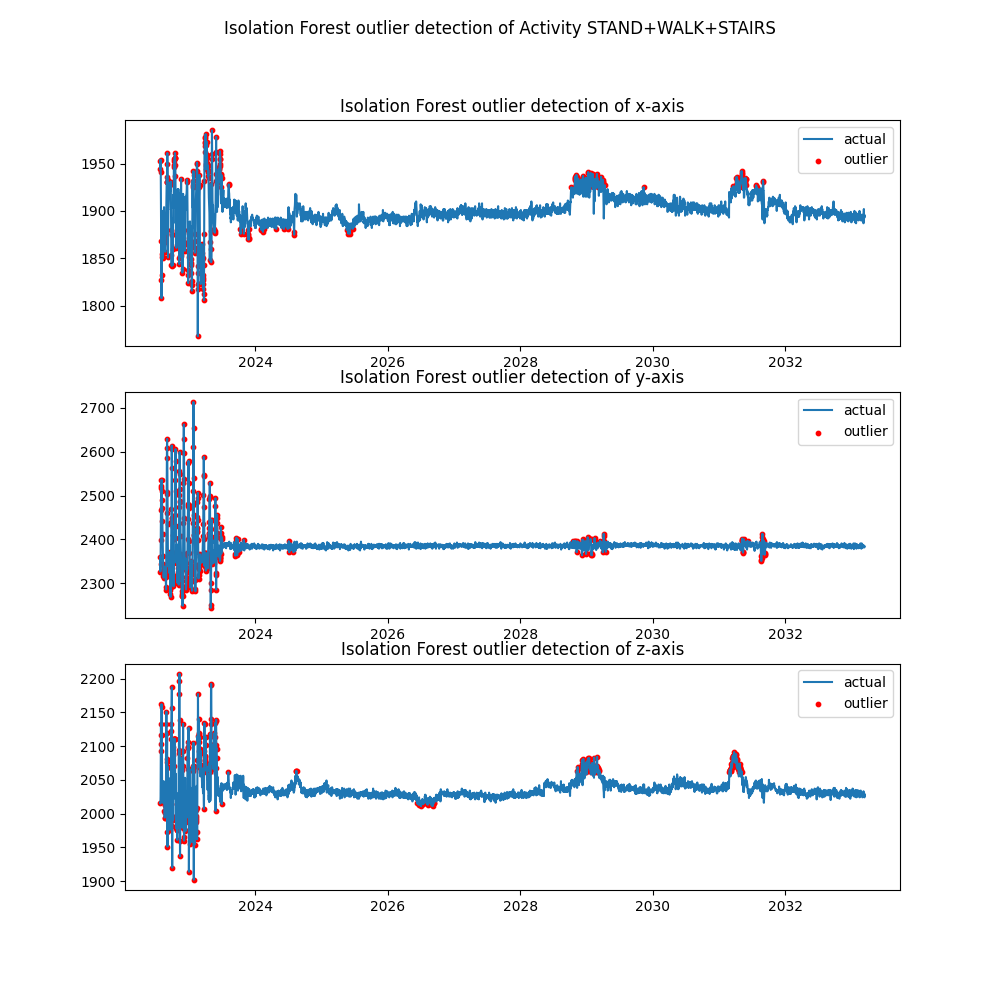 Isolation Forest outlier detection of Activity STAND+WALK+STAIRS
Isolation Forest outlier detection of x-axis
1950
1900
1850
1800
actual
outlier
2024 2026 2028 2030 2032
Isolation Forest outlier detection of y-axis
2700
2600
2500
2400
2300
actual
outlier
2024 2026 2028 2030 2032
Isolation Forest outlier detection of z-axis
2200
2150
2100
2050
2000
1950
1900
actual
outlier
2024 2026 2028 2030 2032